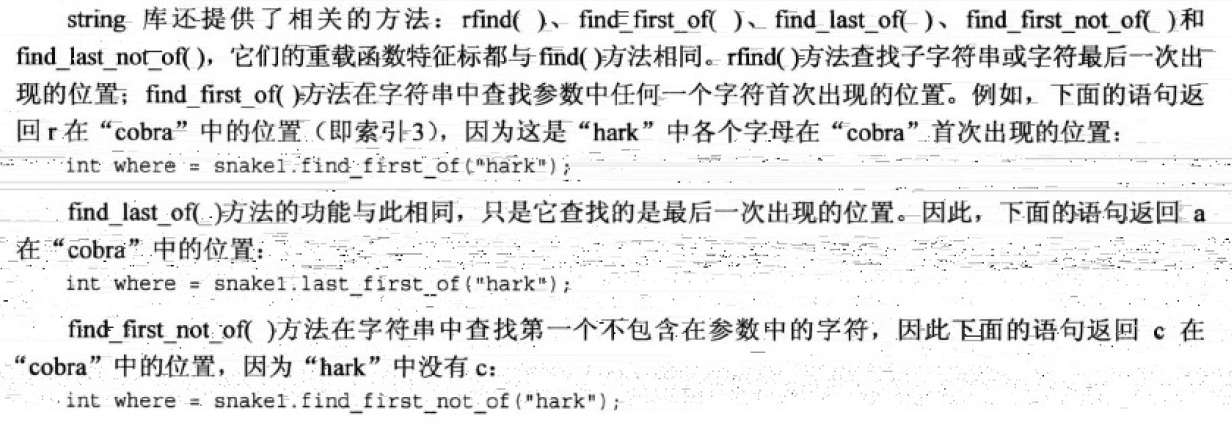 string 库还提供了相关的方法：rfind( )、find_first_of( )、find_last_of( )、find_first_not_of( )和
find_last_not_of( )，它们的重载函数特征标都与 find( )方法相同。rfind( )方法查找子字符串或字符最后一次出
现的位置；find_first_of( )方法在字符串中查找参数中任何一个字符首次出现的位置。例如，下面的语句返
回 r 在“cobra”中的位置（即索引 3），因为这是“hark”中各个字母在“cobra”首次出现的位置：
int where = snake1.find_first_of("hark");
find_last_of( )方法的功能与此相同，只是它查找的是最后一次出现的位置。因此，下面的语句返回 a
在“cobra”中的位置：
int where = snake1.last_first_of("hark");
find_first_not_of( )方法在字符串中查找第一个不包含在参数中的字符，因此下面的语句返回 c 在
“cobra”中的位置，因为“hark”中没有 c：
int where = snake1.find_first_not_of("hark");